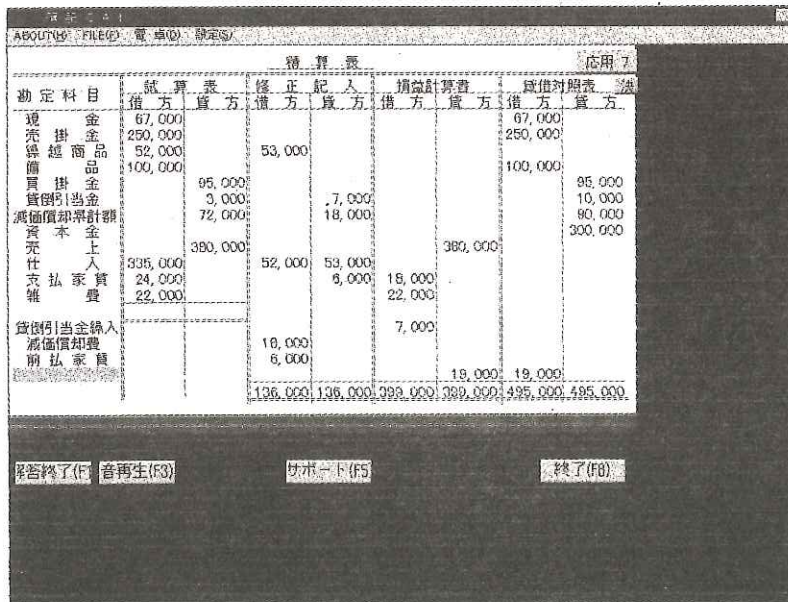 簿記CAI
ABOUT(H) FILE(F) 電卓(D) 設定(S)
精算表 応用 7
勘定科目 試算表 修正記入 損益計算書 貸借対照表
借方 貸方 借方 貸方 借方 貸方 借方 貸方
現金 67,000 67,000
売掛金 250,000 250,000
繰越商品 52,000 53,000
備品 100,000 100,000
買掛金 95,000 95,000
貸倒引当金 3,000 7,000 10,000
減価償却累計額 72,000 18,000 90,000
資本金 300,000
売上 380,000 380,000
仕入 335,000 52,000 53,000
支払家賃 24,000 6,000 18,000
雑費 22,000 22,000
貸倒引当金繰入 7,000
減価償却費 18,000
前払家賃 6,000
19,000 19,000
136,000 136,000 399,000 399,000 495,000 495,000
解答終了(F1 音再生(F3) サポート(F5 終了(F8)